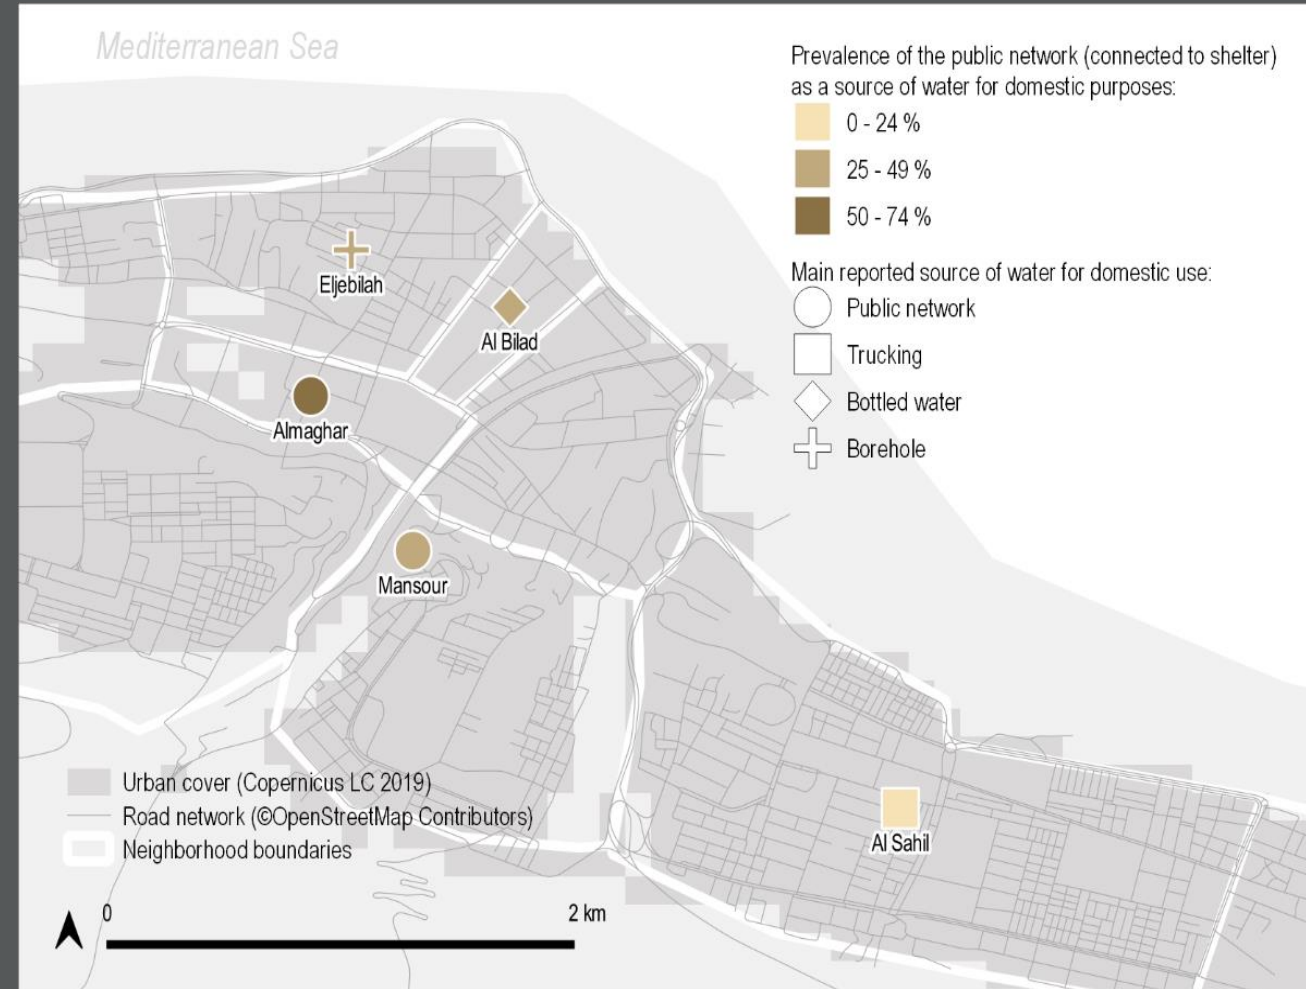 Mediterranean Sea
Prevalence of the public network (connected to shelter)
as a source of water for domestic purposes:
0 - 24 %
25 - 49 %
50 - 74 %
Main reported source of water for domestic use:
Public network
Trucking
Bottled water
Borehole
Eljebilah
Al Bilad
Almaghar
Mansour
Al Sahil
Urban cover (Copernicus LC 2019)
Road network (©OpenStreetMap Contributors)
Neighborhood boundaries
0 2 km